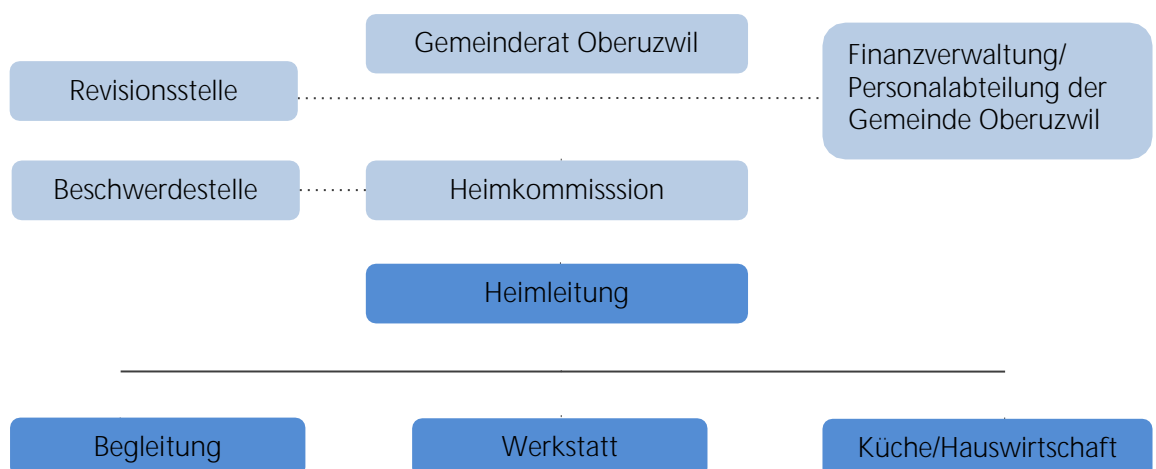 Gemeinderat Oberuzwil
Finanzverwaltung/
Personalabteilung der
Gemeinde Oberuzwil
Revisionsstelle
Beschwerdestelle
Heimkommisssion
Heimleitung
Begleitung
Werkstatt
Küche/Hauswirtschaft